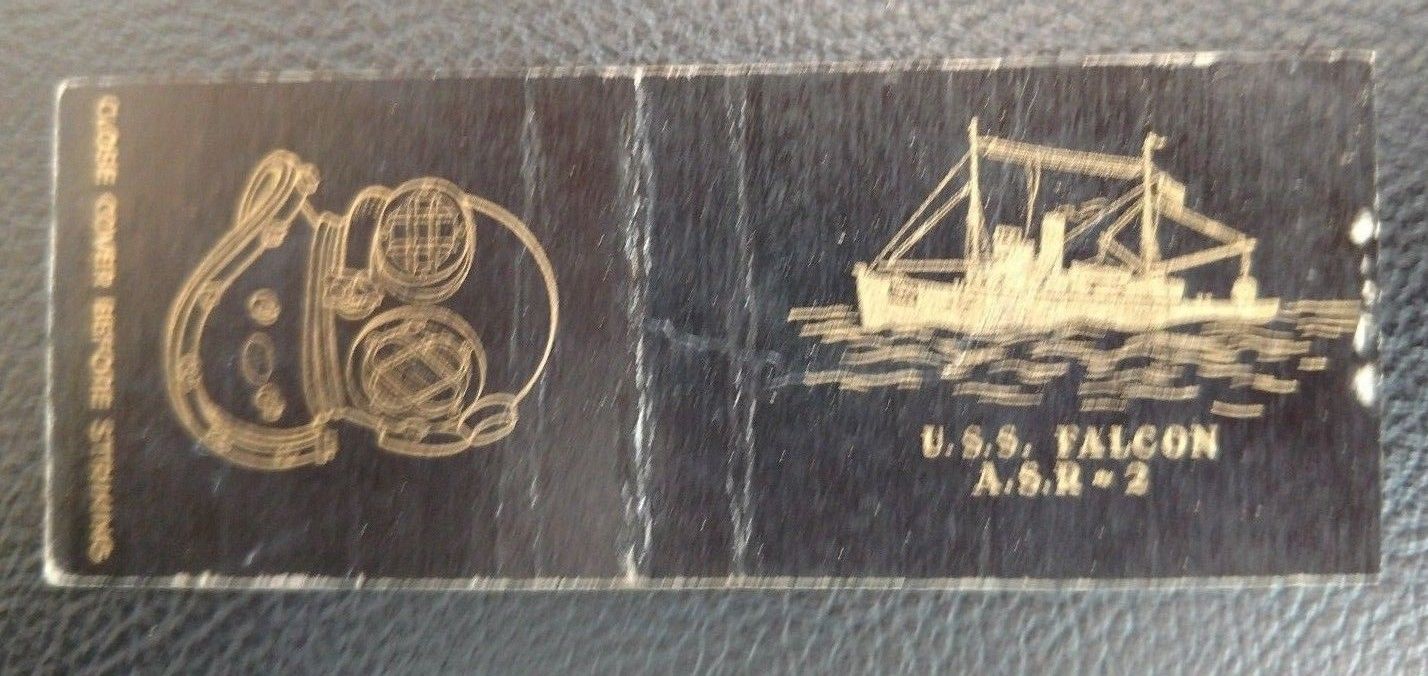 CLOSE COVER BEFORE STRIKING
U.S.S. FALCON
A.S.R - 2